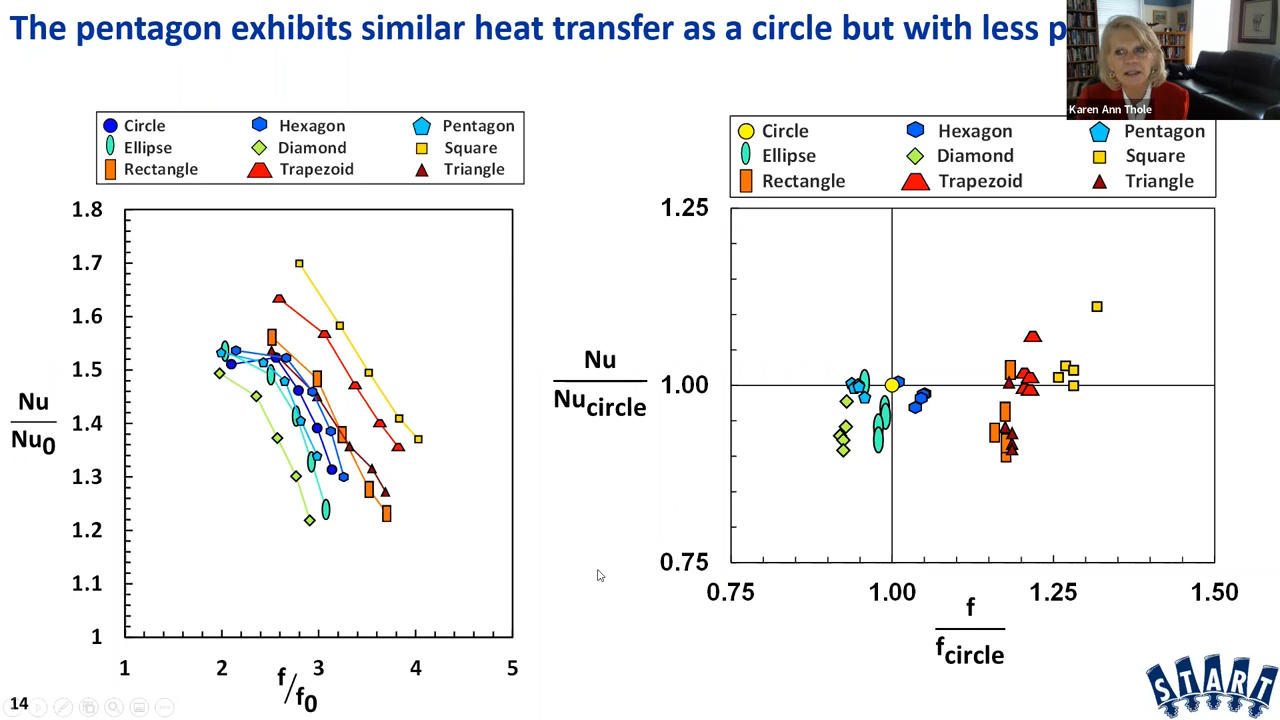 The pentagon exhibits similar heat transfer as a circle but with less p
Karen Ann Thole
Circle Hexagon Pentagon
Ellipse Diamond Square
Rectangle Trapezoid Triangle
Circle Hexagon Pentagon
Ellipse Diamond Square
Rectangle Trapezoid Triangle
1.8
1.7
1.6
1.5
1.4
1.3
1.2
1.1
1
Nu
Nu0
1 2 3 4 5
f/f0
1.25
1.00
0.75
Nu
Nucircle
0.75 1.00 1.25 1.50
f
fcircle
14
START